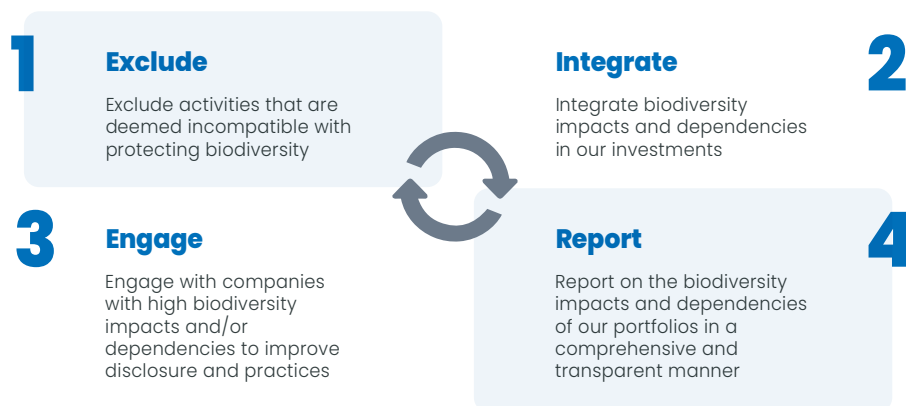 1
Exclude
Exclude activities that are
deemed incompatible with
protecting biodiversity
Integrate
2
Integrate biodiversity
impacts and dependencies
in our investments
3
Engage
Engage with companies
with high biodiversity
impacts and/or
dependencies to improve
disclosure and practices
Report
4
Report on the biodiversity
impacts and dependencies
of our portfolios in a
comprehensive and
transparent manner